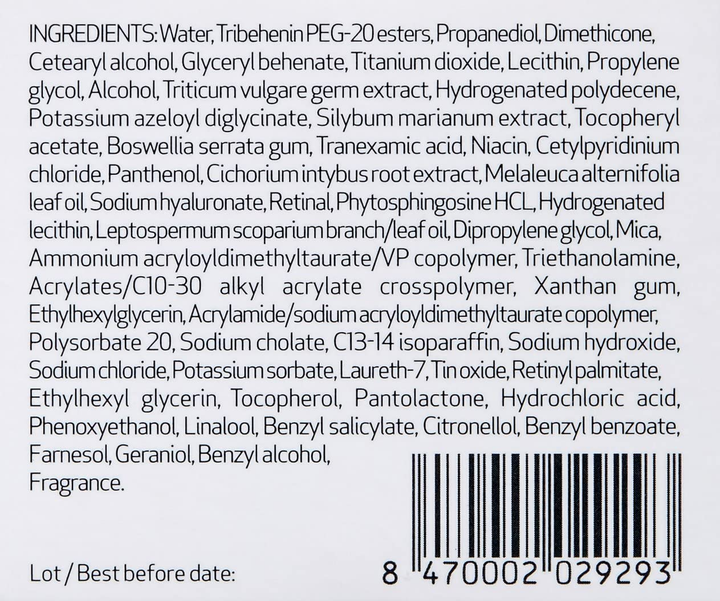 INGREDIENTS: Water, Tribehenin PEG-20 esters, Propanediol, Dimethicone,
Cetearyl alcohol, Glyceryl behenate, Titanium dioxide, Lecithin, Propylene
glycol, Alcohol, Triticum vulgare germ extract, Hydrogenated polydecene,
Potassium azeloyl diglycinate, Silybum marianum extract, Tocopheryl
acetate, Boswellia serrata gum, Tranexamic acid, Niacin, Cetylpyridinium
chloride, Panthenol, Cichorium intybus root extract, Melaleuca alternifolia
leaf oil, Sodium hyaluronate, Retinal, Phytosphingosine HCL, Hydrogenated
lecithin, Leptospermum scoparium branch/leaf oil, Dipropylene glycol, Mica,
Ammonium acryloyldimethyltaurate/VP copolymer, Triethanolamine,
Acrylates/C10-30 alkyl acrylate crosspolymer, Xanthan gum,
Ethylhexylglycerin, Acrylamide/sodium acryloyldimethyltaurate copolymer,
Polysorbate 20, Sodium cholate, C13-14 isoparaffin, Sodium hydroxide,
Sodium chloride, Potassium sorbate, Laureth-7, Tin oxide, Retinyl palmitate,
Ethylhexyl glycerin, Tocopherol, Pantolactone, Hydrochloric acid,
Phenoxyethanol, Linalool, Benzyl salicylate, Citronellol, Benzyl benzoate,
Farnesol, Geraniol, Benzyl alcohol,
Fragrance.
Lot / Best before date:
8 470002 029293